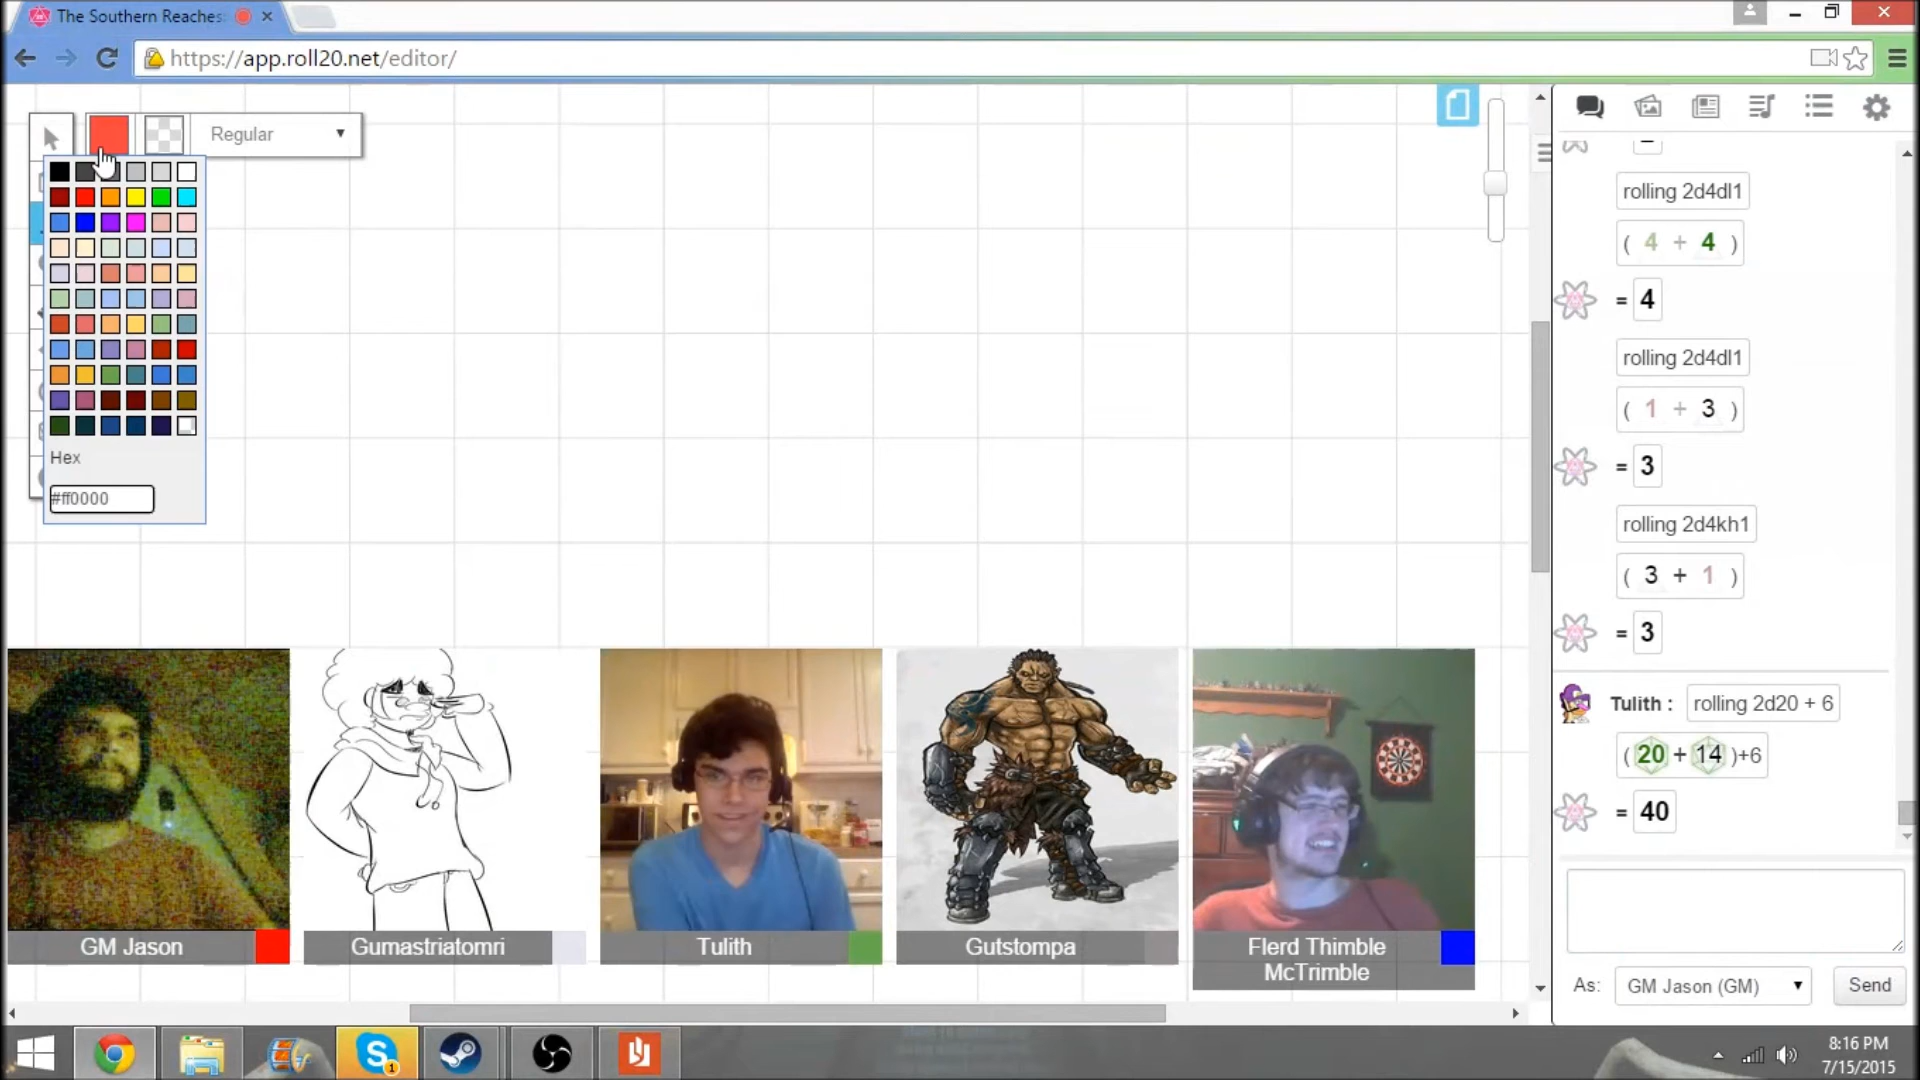 The Southern Reaches:
https://app.roll20.net/editor/
Regular
Hex
#ff0000
rolling 2d4dl1
( 4 + 4 )
= 4
rolling 2d4dl1
( 1 + 3 )
= 3
rolling 2d4kh1
( 3 + 1 )
= 3
Tulith : rolling 2d20 + 6
( 20 + 14 )+6
= 40
As: GM Jason (GM) Send
GM Jason
Gumastriatomri
Tulith
Gutstompa
Flerd Thimble
McTrimble
1
8:16 PM
7/15/2015